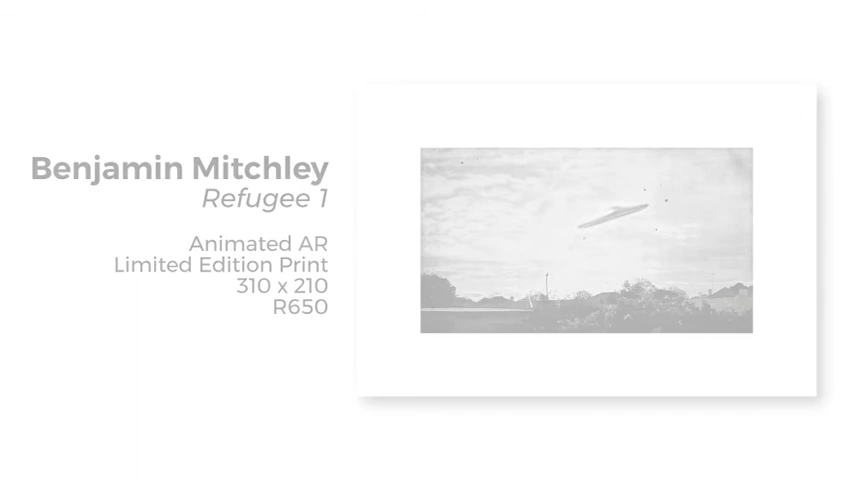 Benjamin Mitchley
Refugee 1
Animated AR
Limited Edition Print
310 x 210
R650